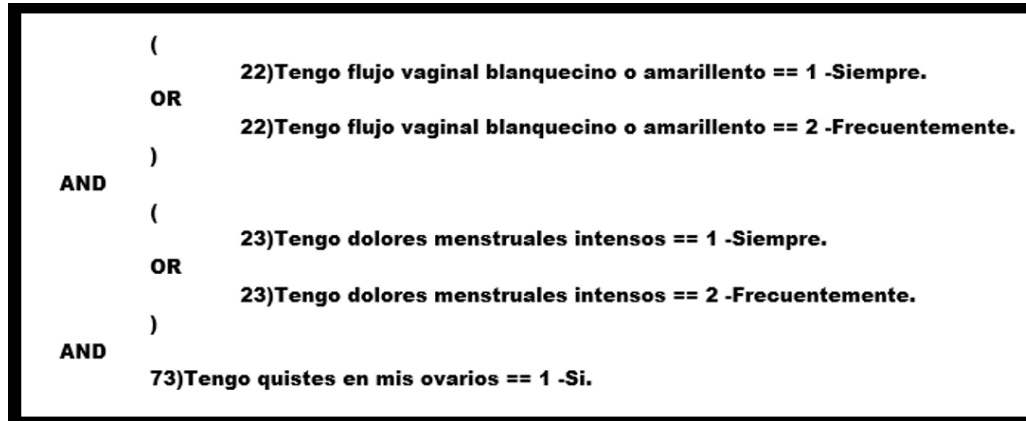 (
22)Tengo flujo vaginal blanquecino o amarillento == 1 -Siempre.
OR
22)Tengo flujo vaginal blanquecino o amarillento == 2 -Frecuentemente.
)
AND
(
23)Tengo dolores menstruales intensos == 1 -Siempre.
OR
23)Tengo dolores menstruales intensos == 2 -Frecuentemente.
)
AND
73)Tengo quistes en mis ovarios == 1 -Si.